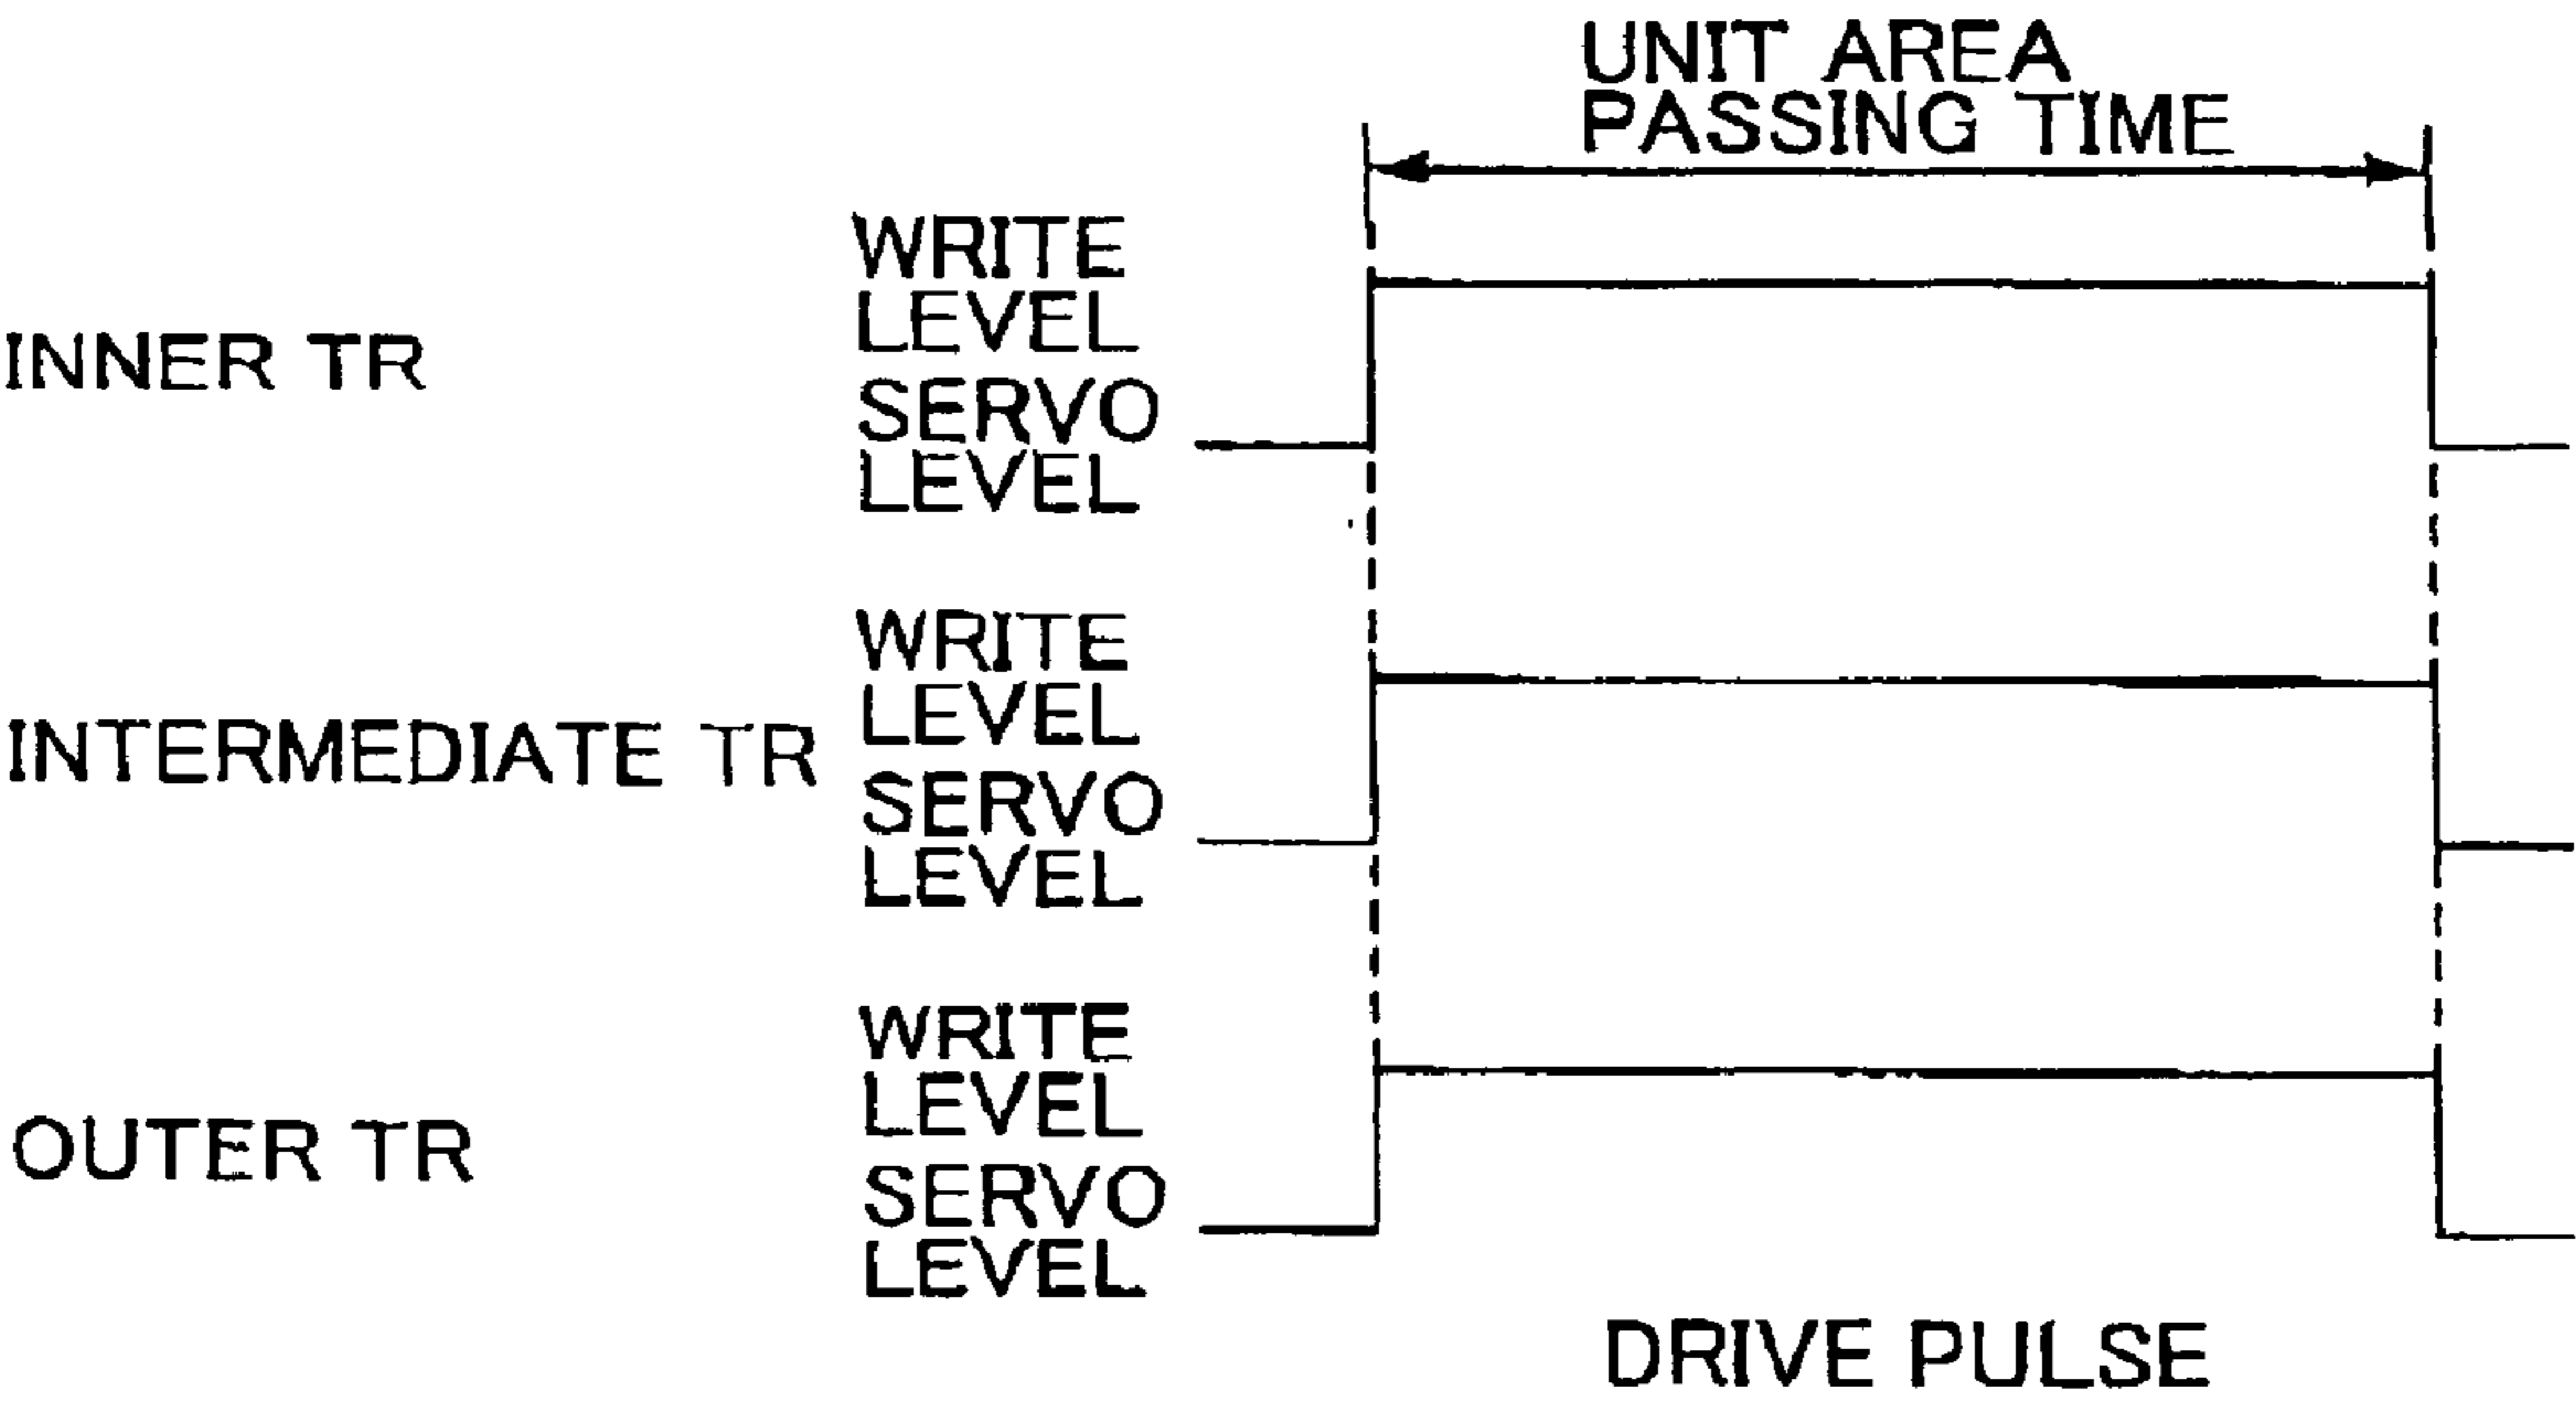 UNIT AREA
PASSING TIME
INNER TR
WRITE
LEVEL
SERVO
LEVEL
INTERMEDIATE TR
WRITE
LEVEL
SERVO
LEVEL
OUTER TR
WRITE
LEVEL
SERVO
LEVEL
DRIVE PULSE